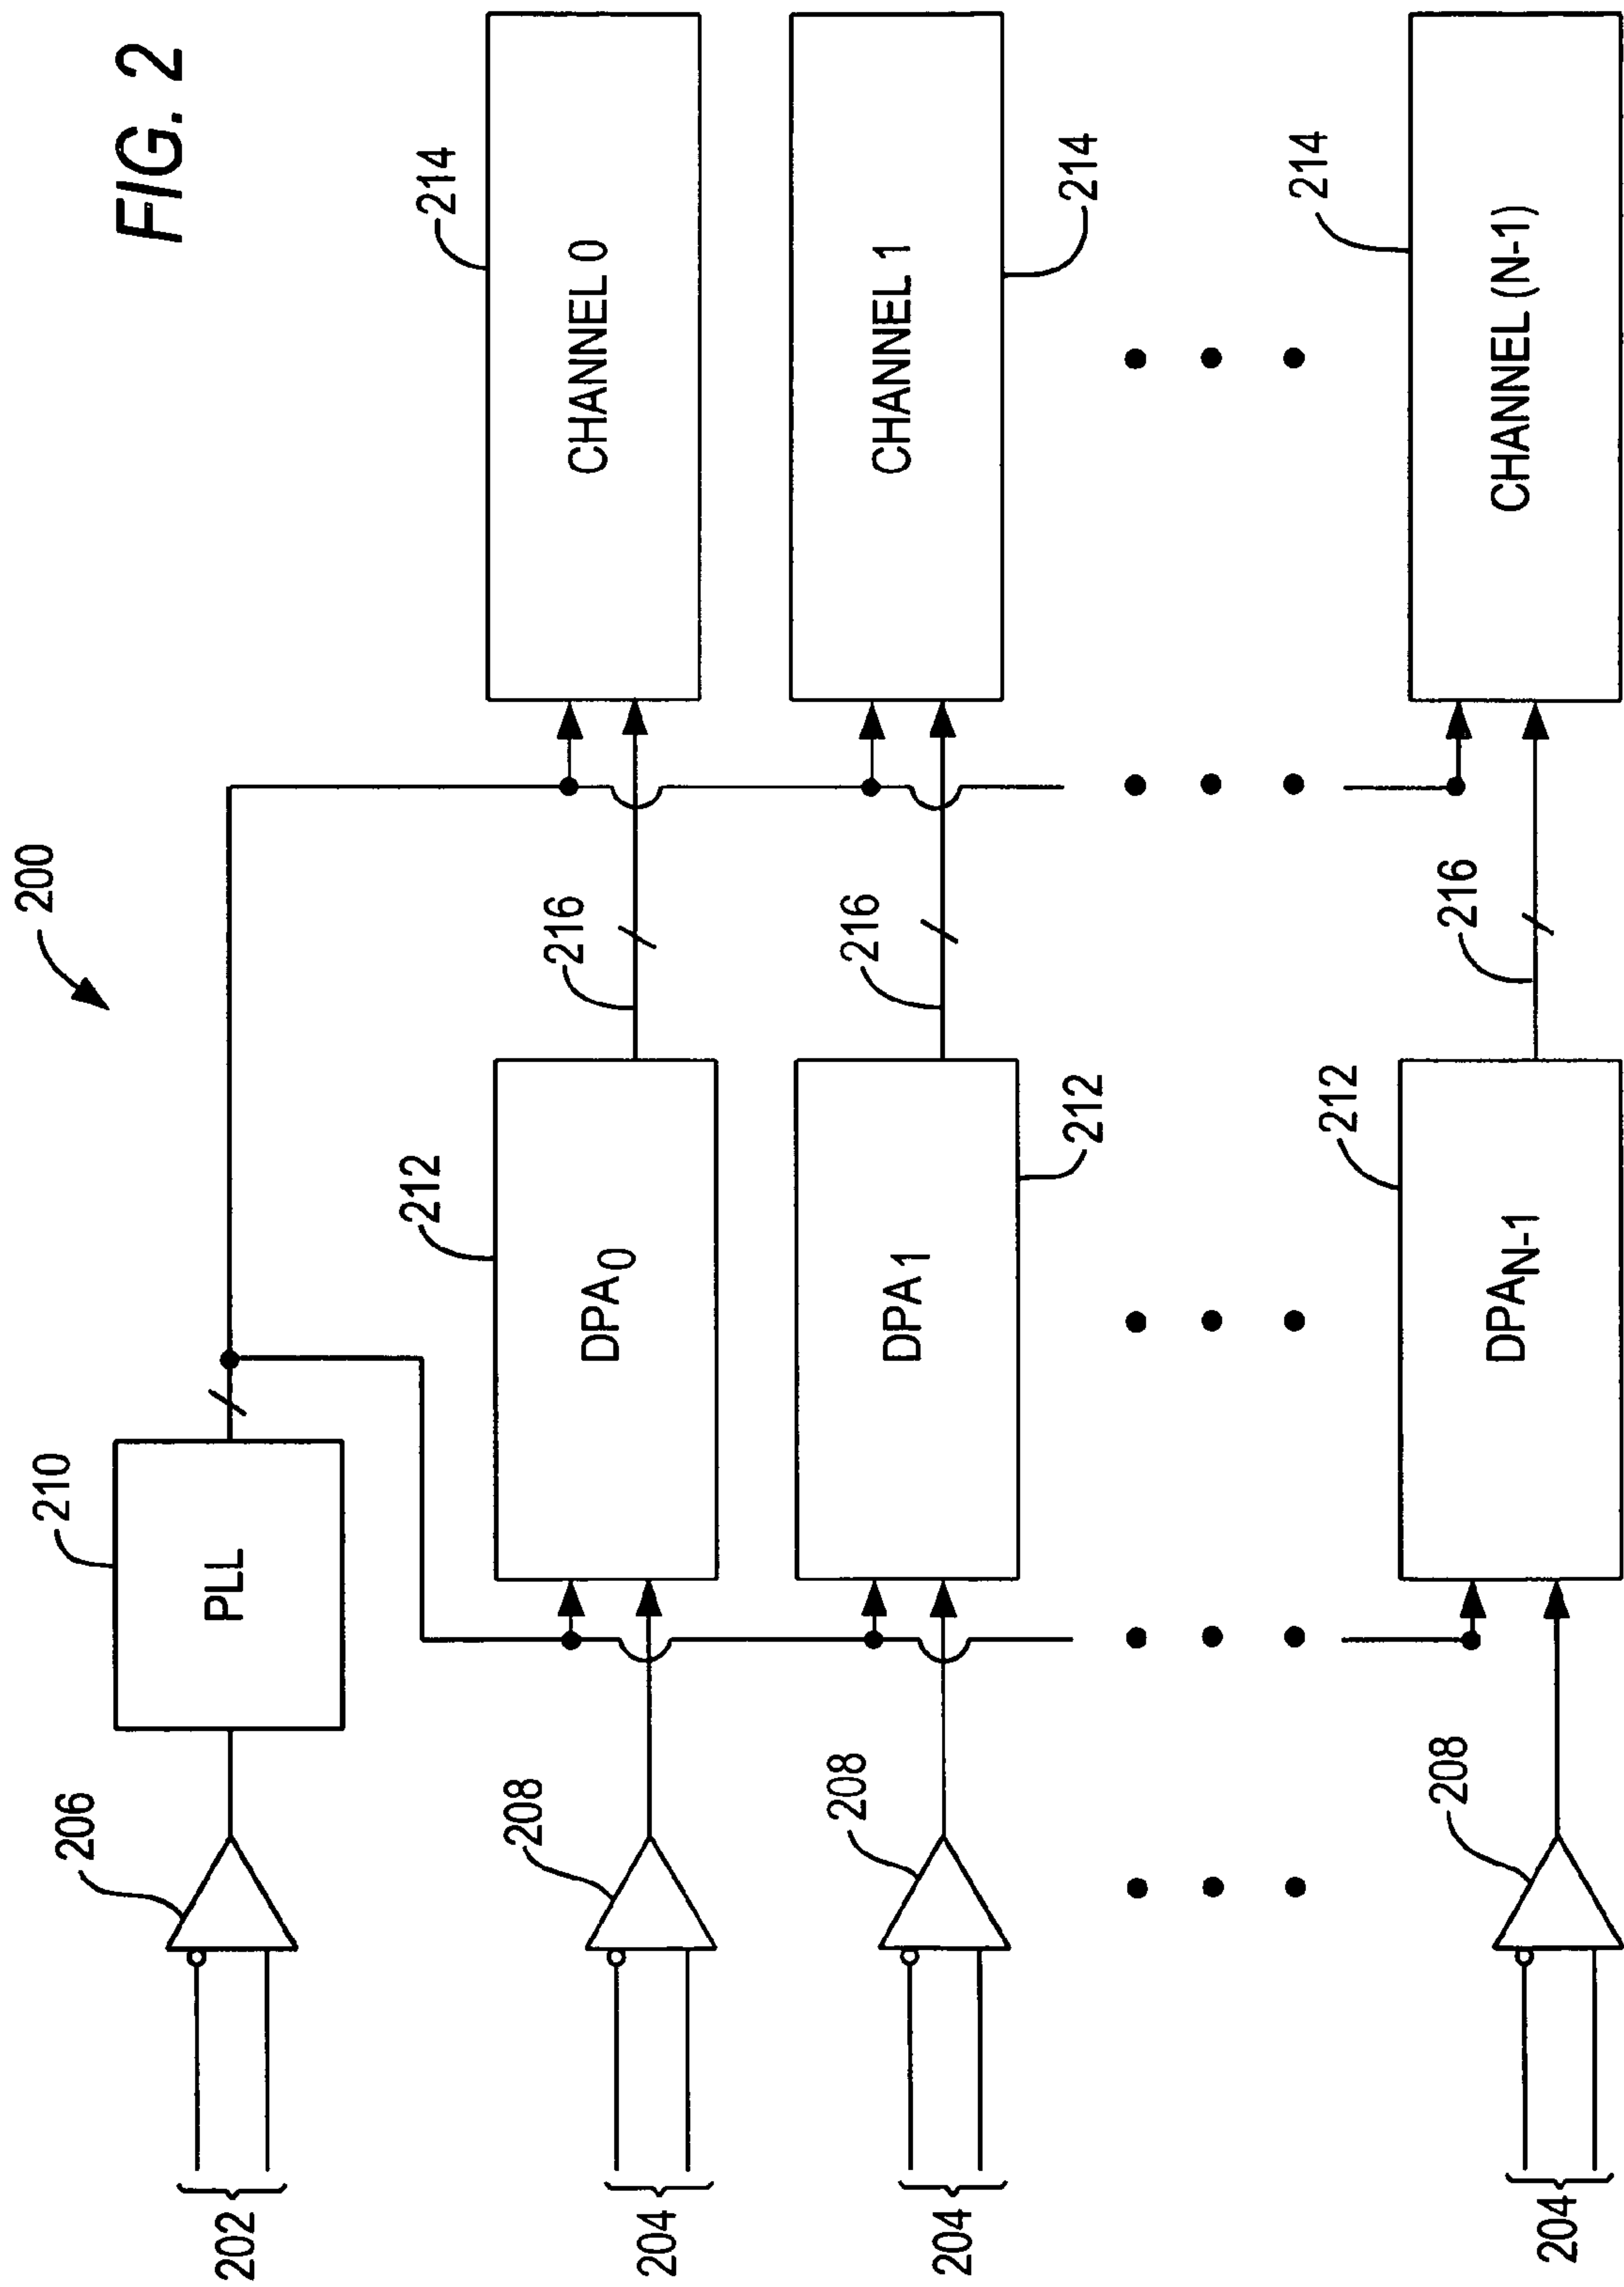 FIG. 2
200
202
206
210
PLL
204
208
212
DPA0
216
214
CHANNEL 0
204
208
212
DPA1
216
214
CHANNEL 1
204
208
212
DPAN-1
216
214
CHANNEL (N-1)